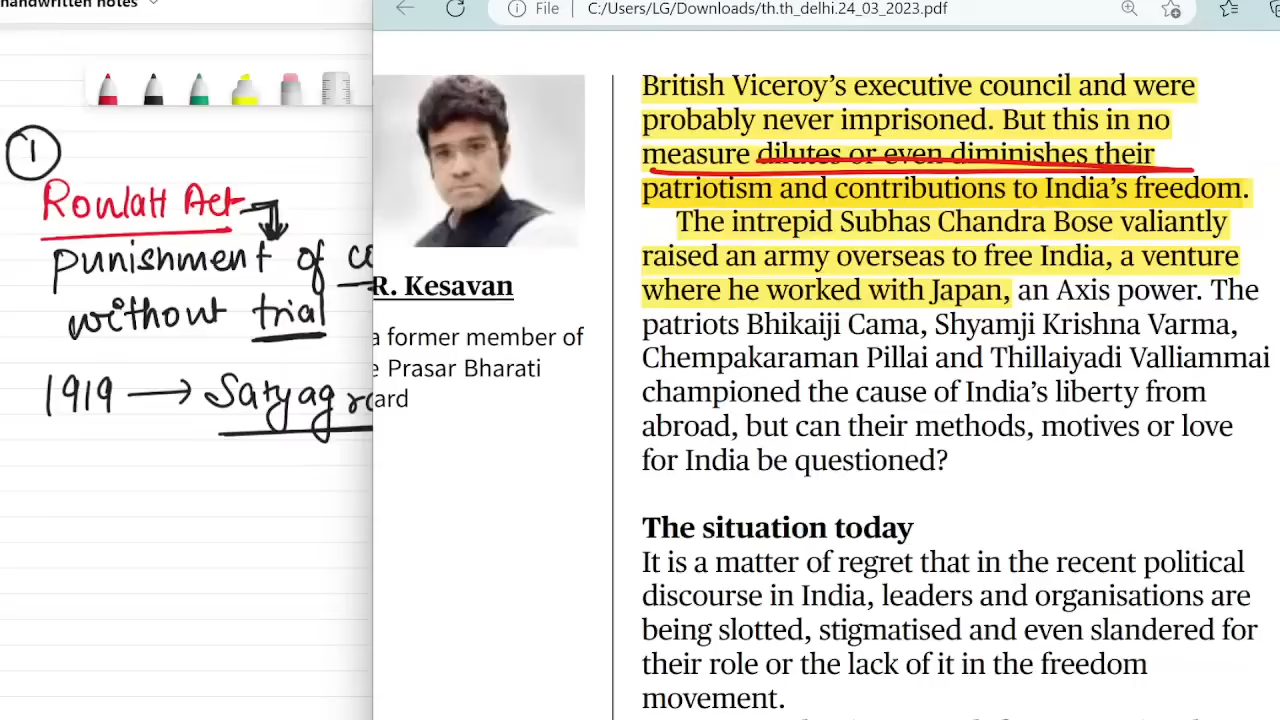 handwritten notes
File
C:/Users/LG/Downloads/th.th_delhi.24_03_2023.pdf
1
Rowlatt Act
punishment of
without trial
1919 → Satyagra
R. Kesavan
a former member of
e Prasar Bharati
ard
British Viceroy’s executive council and were
probably never imprisoned. But this in no
measure dilutes or even diminishes their
patriotism and contributions to India’s freedom.
The intrepid Subhas Chandra Bose valiantly
raised an army overseas to free India, a venture
where he worked with Japan, an Axis power. The
patriots Bhikaiji Cama, Shyamji Krishna Varma,
Chempakaraman Pillai and Thillaiyadi Valliammai
championed the cause of India’s liberty from
abroad, but can their methods, motives or love
for India be questioned?
The situation today
It is a matter of regret that in the recent political
discourse in India, leaders and organisations are
being slotted, stigmatised and even slandered for
their role or the lack of it in the freedom
movement.